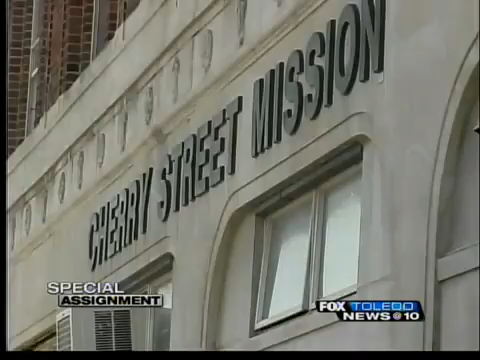 CHERRY STREET MISSION
SPECIAL
ASSIGNMENT
FOX TOLEDO
NEWS @ 10